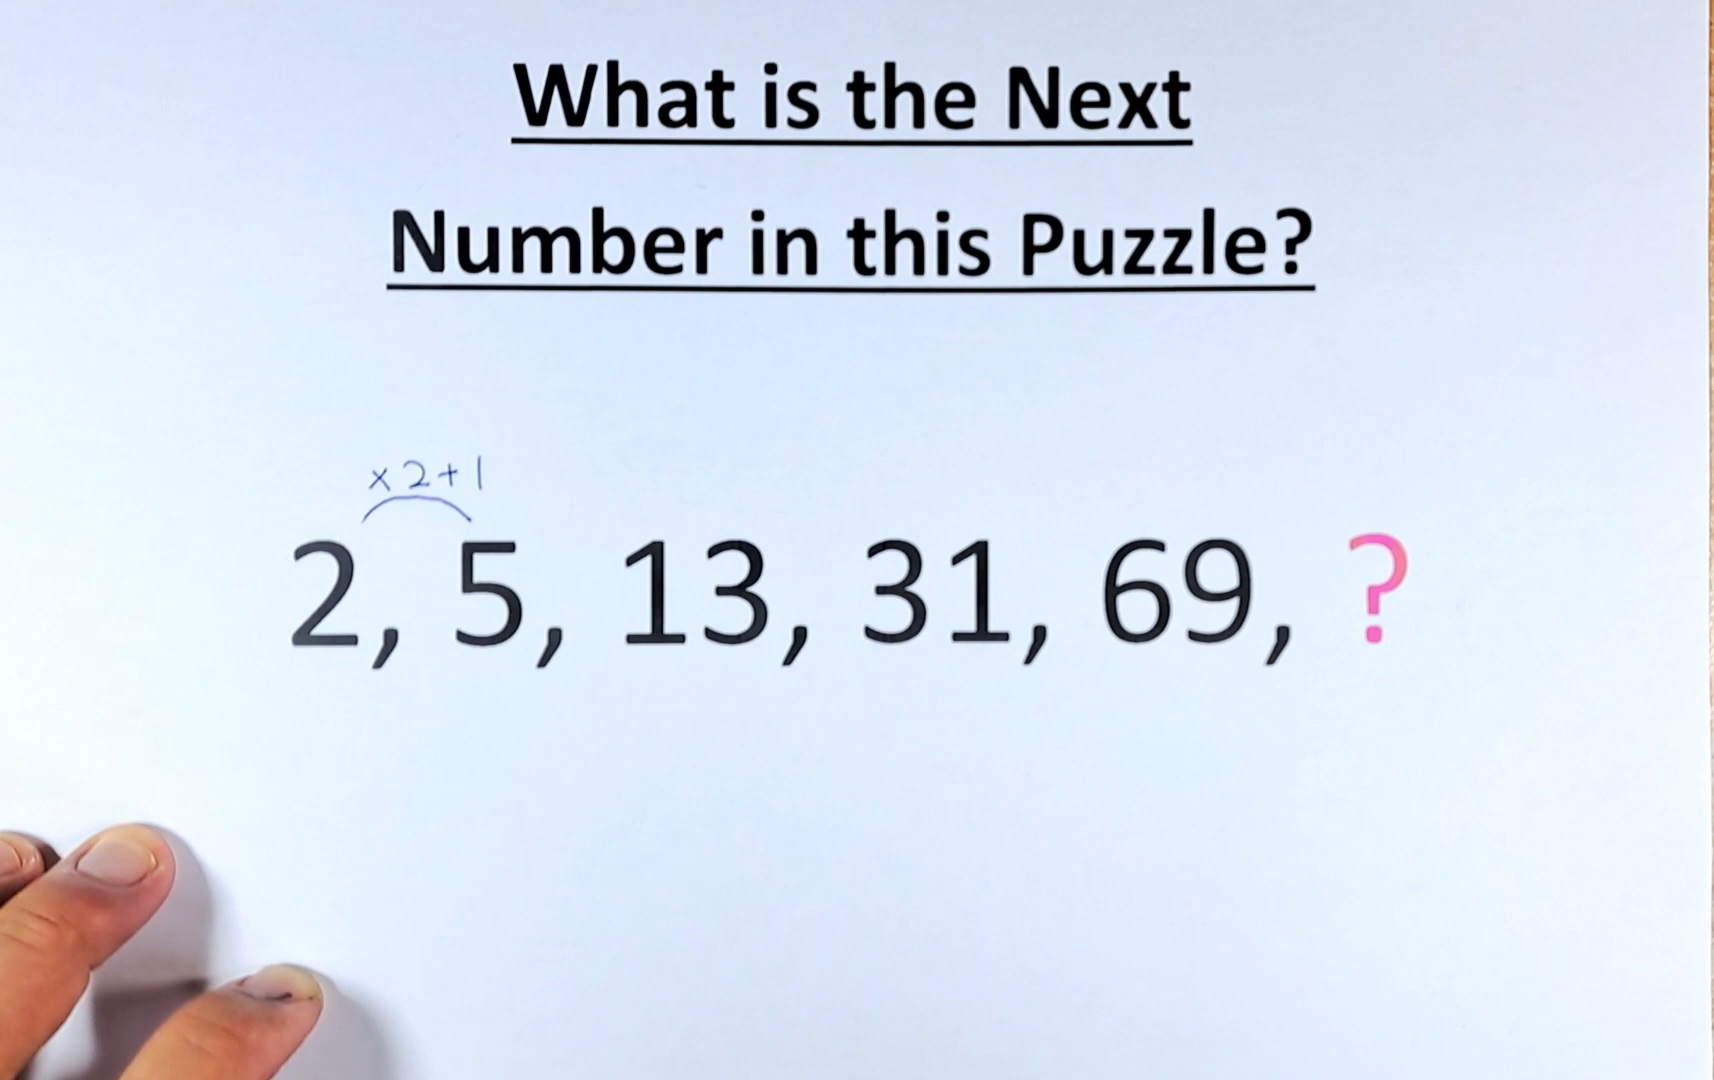 What is the Next
Number in this Puzzle?
×2+1
2, 5, 13, 31, 69, ?